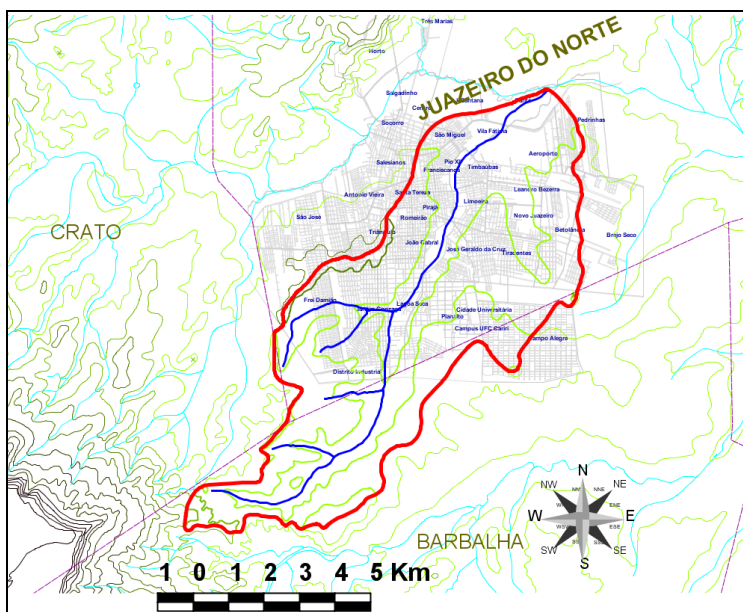 Três Marias
JUAZEIRO DO NORTE
Horto
Salgadinho
Socorro
São Miguel
Vila Fátima
Pedrinhas
Salesianos
Pio XII
Franciscanos
Timbaúbas
Aeroporto
Antonio Vieira
Santa Tereza
Leandro Bezerra
São José
Pirajá
Limoeiro
Romeirão
Novo Juazeiro
CRATO
Triângulo
Betolândia
Brejo Seco
João Cabral
José Geraldo da Cruz
Tiradentes
Frei Damião
Lagoa Seca
Cidade Universitária
Planalto
Campus UFC Cariri
Campo Alegre
Distrito Industria
N
NW
NE
W
E
SW
SE
S
BARBALHA
1 0 1 2 3 4 5 Km